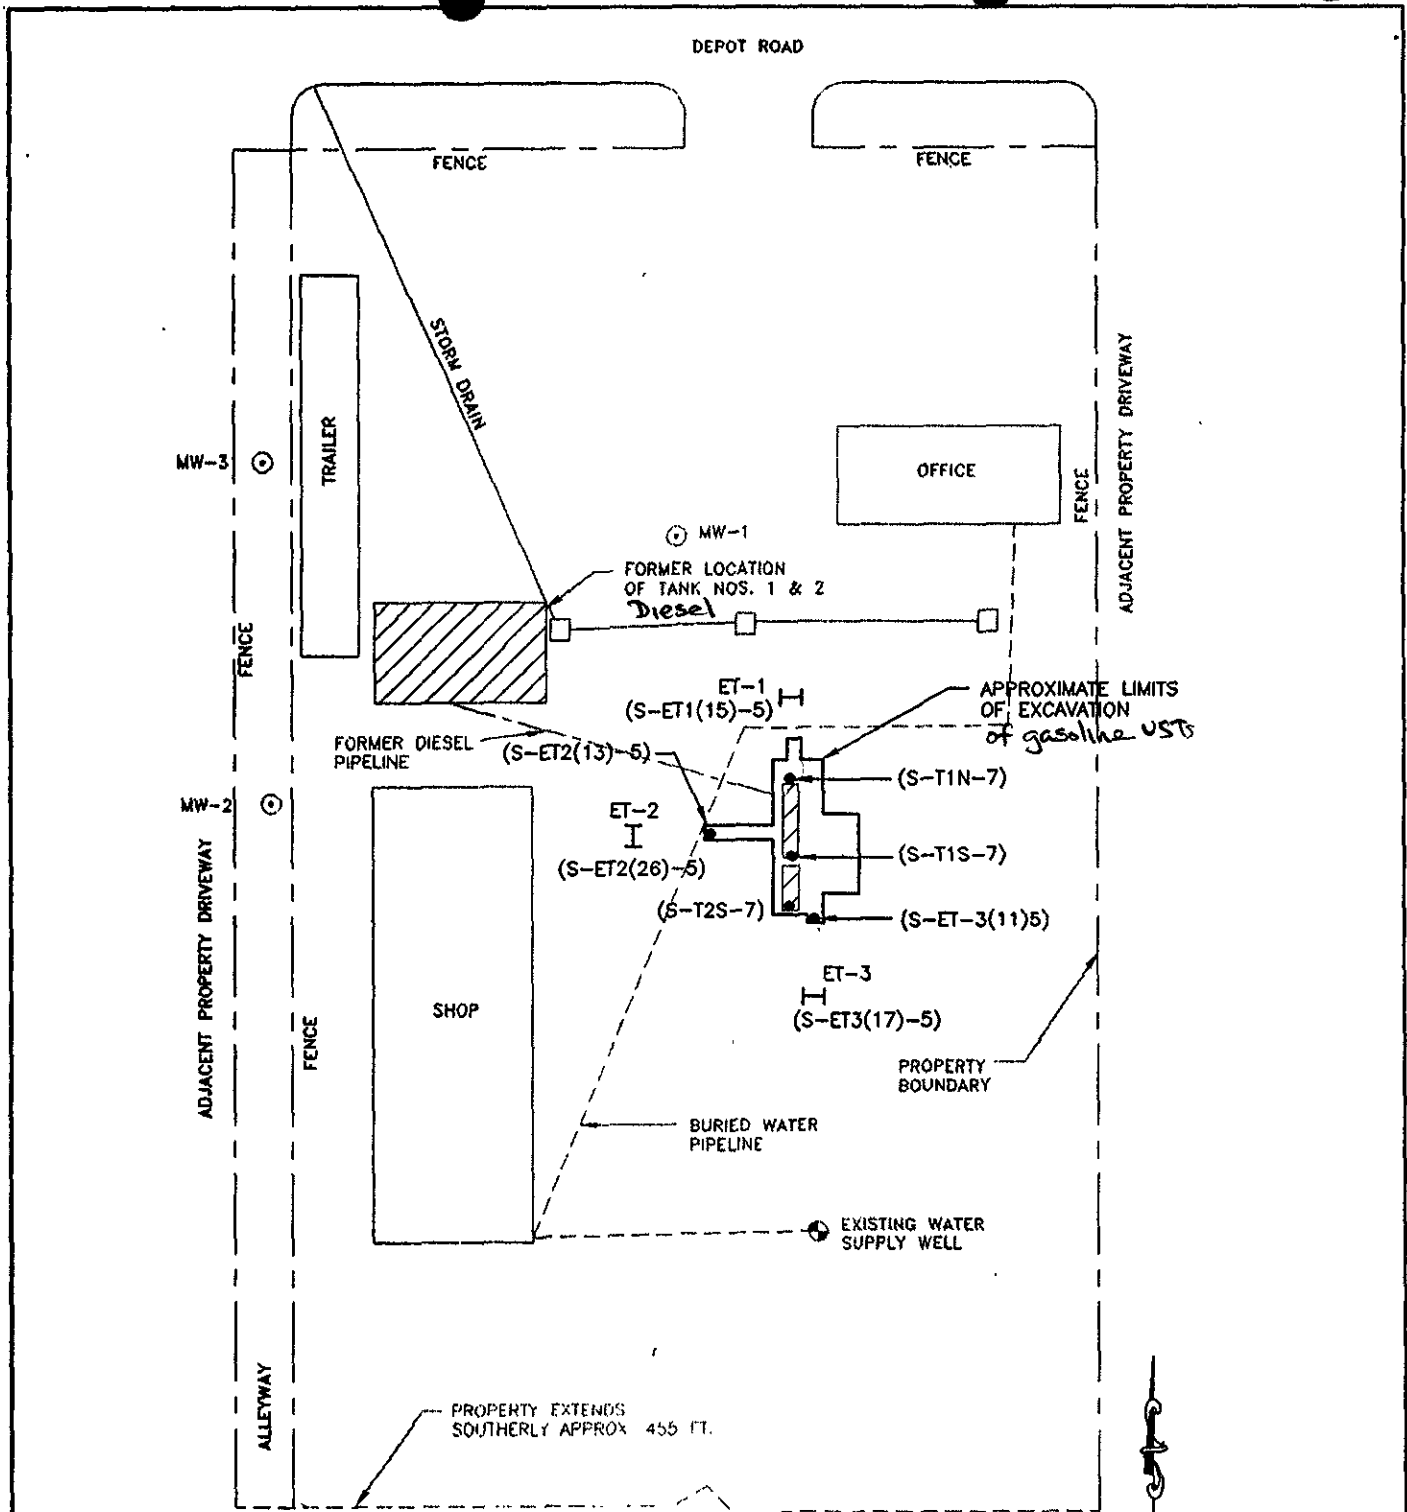 DEPOT ROAD
FENCE
FENCE
STORM DRAIN
TRAILER
MW-3
OFFICE
FENCE
ADJACENT PROPERTY DRIVEWAY
MW-1
FORMER LOCATION
OF TANK NOS. 1 & 2
Diesel
FENCE
ET-1
(S-ET1(15)-5)
APPROXIMATE LIMITS
OF EXCAVATION
of gasoline USTs
FORMER DIESEL
PIPELINE
(S-ET2(13)-5)
(S-T1N-7)
MW-2
ET-2
(S-ET2(26)-5)
(S-T1S-7)
(S-T2S-7)
(S-ET-3(11)5)
ADJACENT PROPERTY DRIVEWAY
FENCE
SHOP
ET-3
(S-ET3(17)-5)
PROPERTY
BOUNDARY
BURIED WATER
PIPELINE
EXISTING WATER
SUPPLY WELL
ALLEYWAY
PROPERTY EXTENDS
SOUTHERLY APPROX 455 FT.